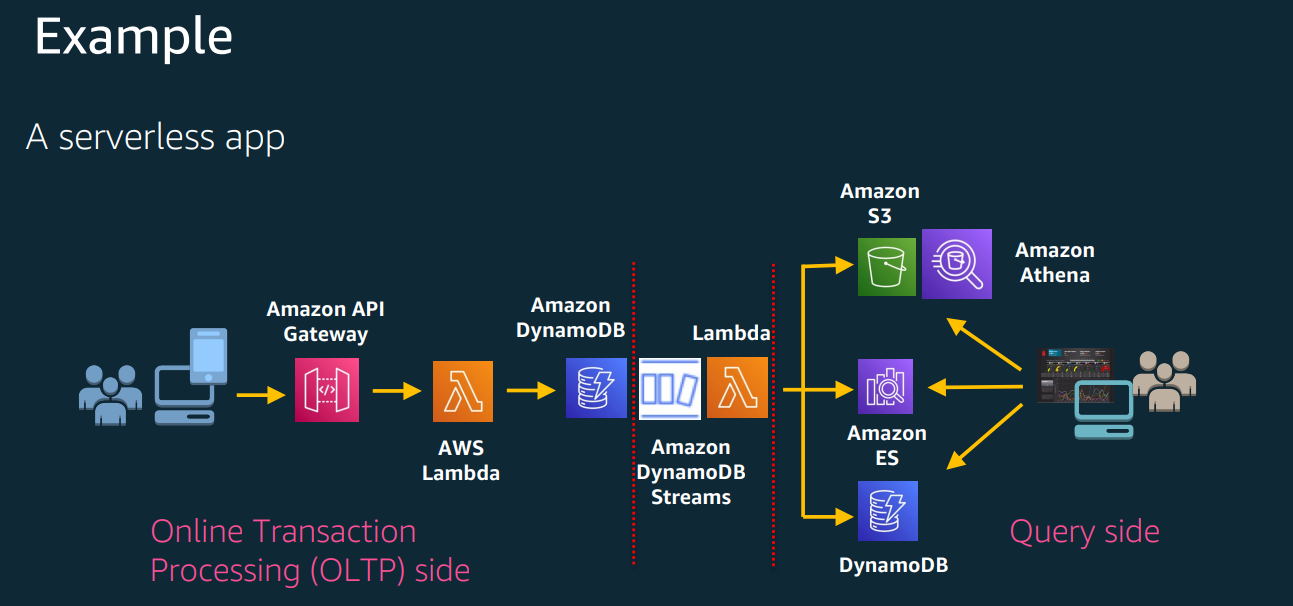 Example
A serverless app
Amazon
S3
Amazon
Athena
Amazon API
Gateway
Amazon
DynamoDB
Lambda
AWS
Lambda
Amazon
DynamoDB
Streams
Amazon
ES
DynamoDB
Online Transaction
Processing (OLTP) side
Query side